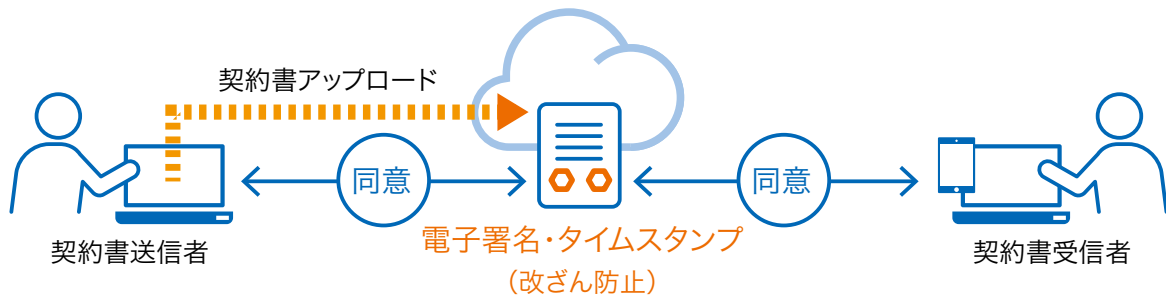 契約書アップロード
同意
同意
電子署名・タイムスタンプ
（改ざん防止）
契約書送信者
契約書受信者